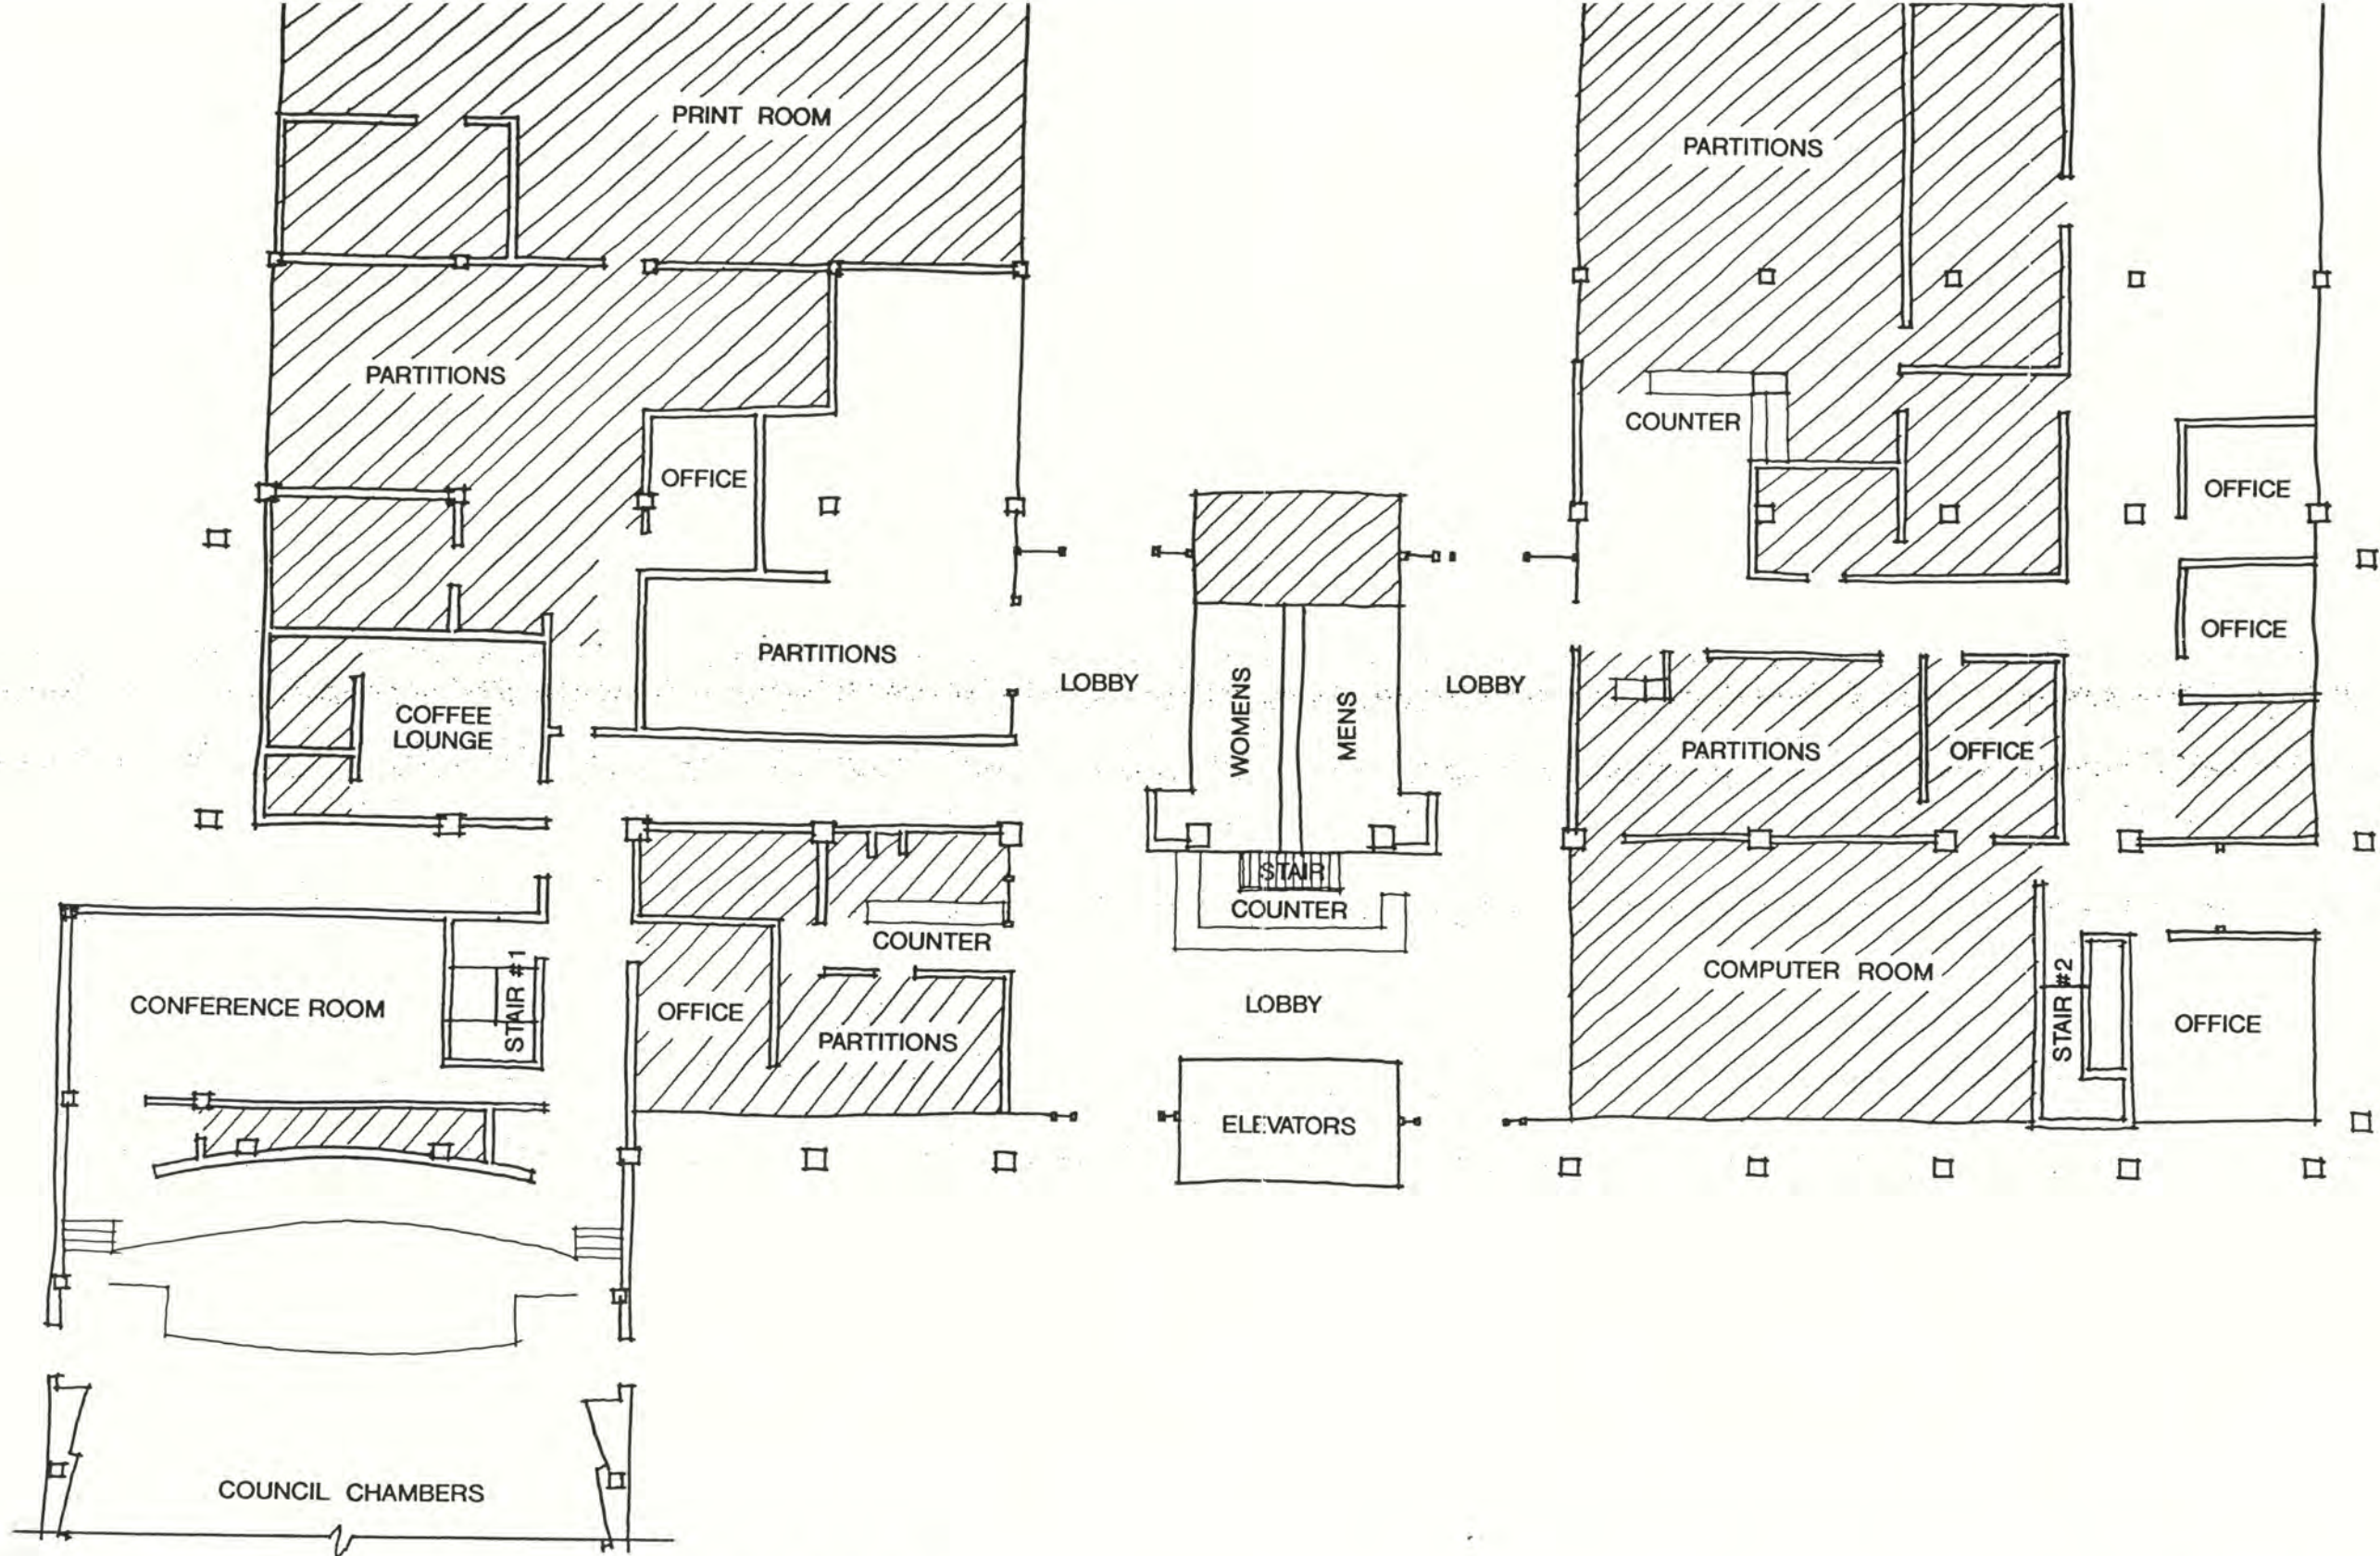 PRINT ROOM
PARTITIONS
PARTITIONS
COUNTER
OFFICE
OFFICE
OFFICE
PARTITIONS
LOBBY
WOMENS
MENS
LOBBY
COFFEE
LOUNGE
PARTITIONS
OFFICE
STAIR
COUNTER
COUNTER
CONFERENCE ROOM
STAIR #1
OFFICE
PARTITIONS
LOBBY
COMPUTER ROOM
STAIR #2
OFFICE
ELEVATORS
COUNCIL CHAMBERS